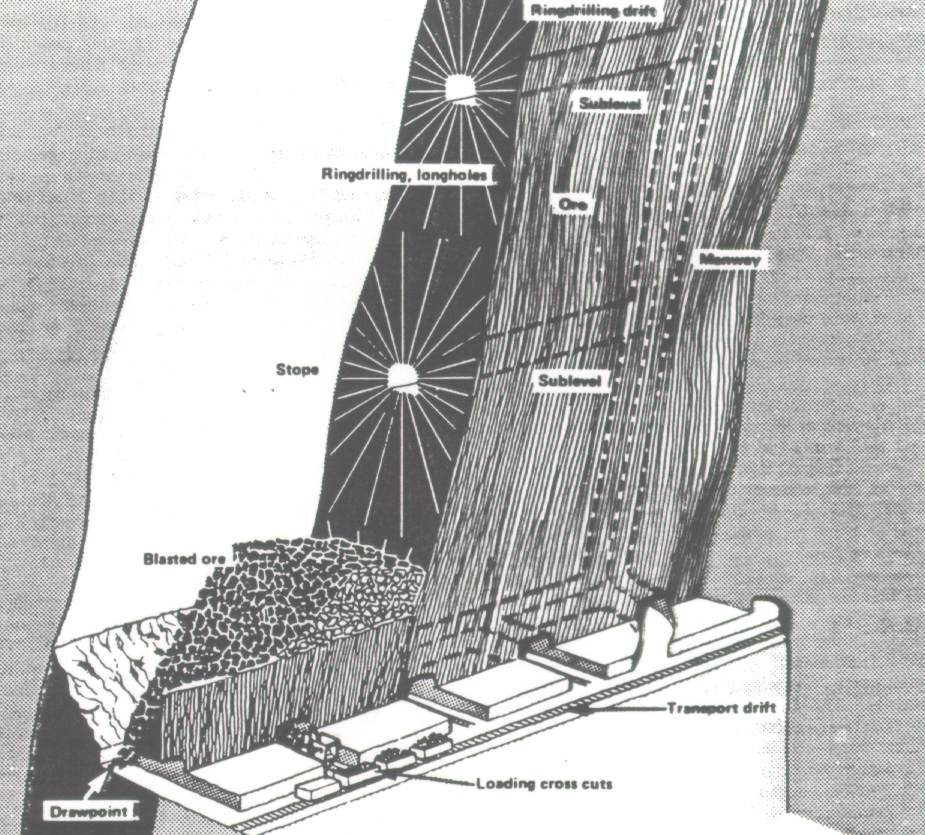 Ringdrilling drift
Sublevel
Ringdrilling, longholes
Ore
Manway
Stope
Sublevel
Blasted ore
Transport drift
Loading cross cuts
Drawpoint